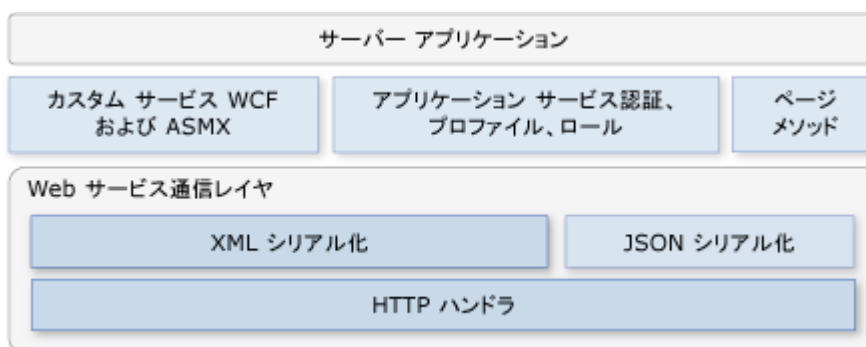 サーバー アプリケーション
カスタム サービス WCF
および ASMX
アプリケーション サービス認証、
プロファイル、ロール
ページ
メソッド
Web サービス通信レイヤ
XML シリアル化
JSON シリアル化
HTTP ハンドラ